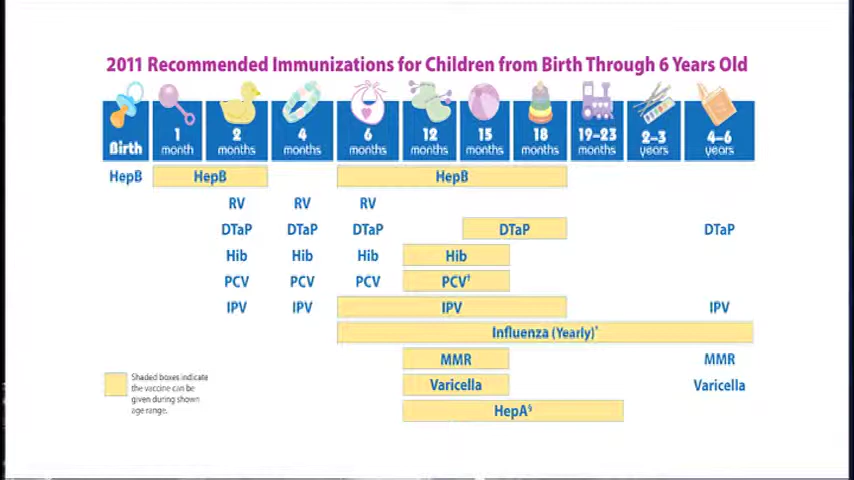 2011 Recommended Immunizations for Children from Birth Through 6 Years Old
Birth
1 month
2 months
4 months
6 months
12 months
15 months
18 months
19–23 months
2–3 years
4–6 years
HepB HepB HepB
RV RV RV
DTaP DTaP DTaP DTaP DTaP
Hib Hib Hib Hib
PCV PCV PCV PCV†
IPV IPV IPV IPV
Influenza (Yearly)*
MMR MMR
Varicella Varicella
HepA§
Shaded boxes indicate
the vaccine can be
given during shown
age range.